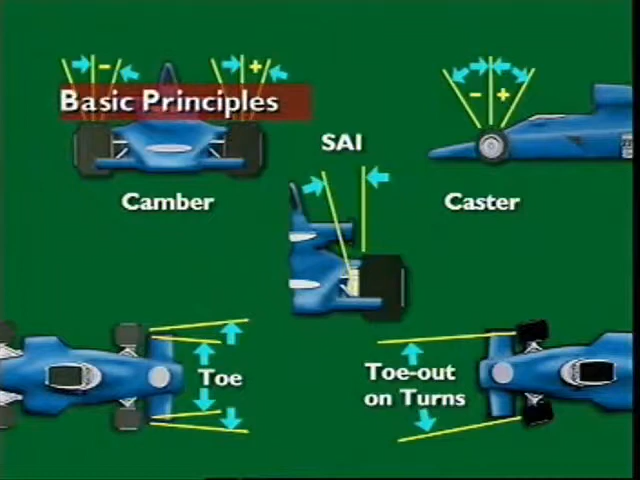 - +
Basic Principles
SAI
- +
Camber
Caster
Toe
Toe-out
on Turns